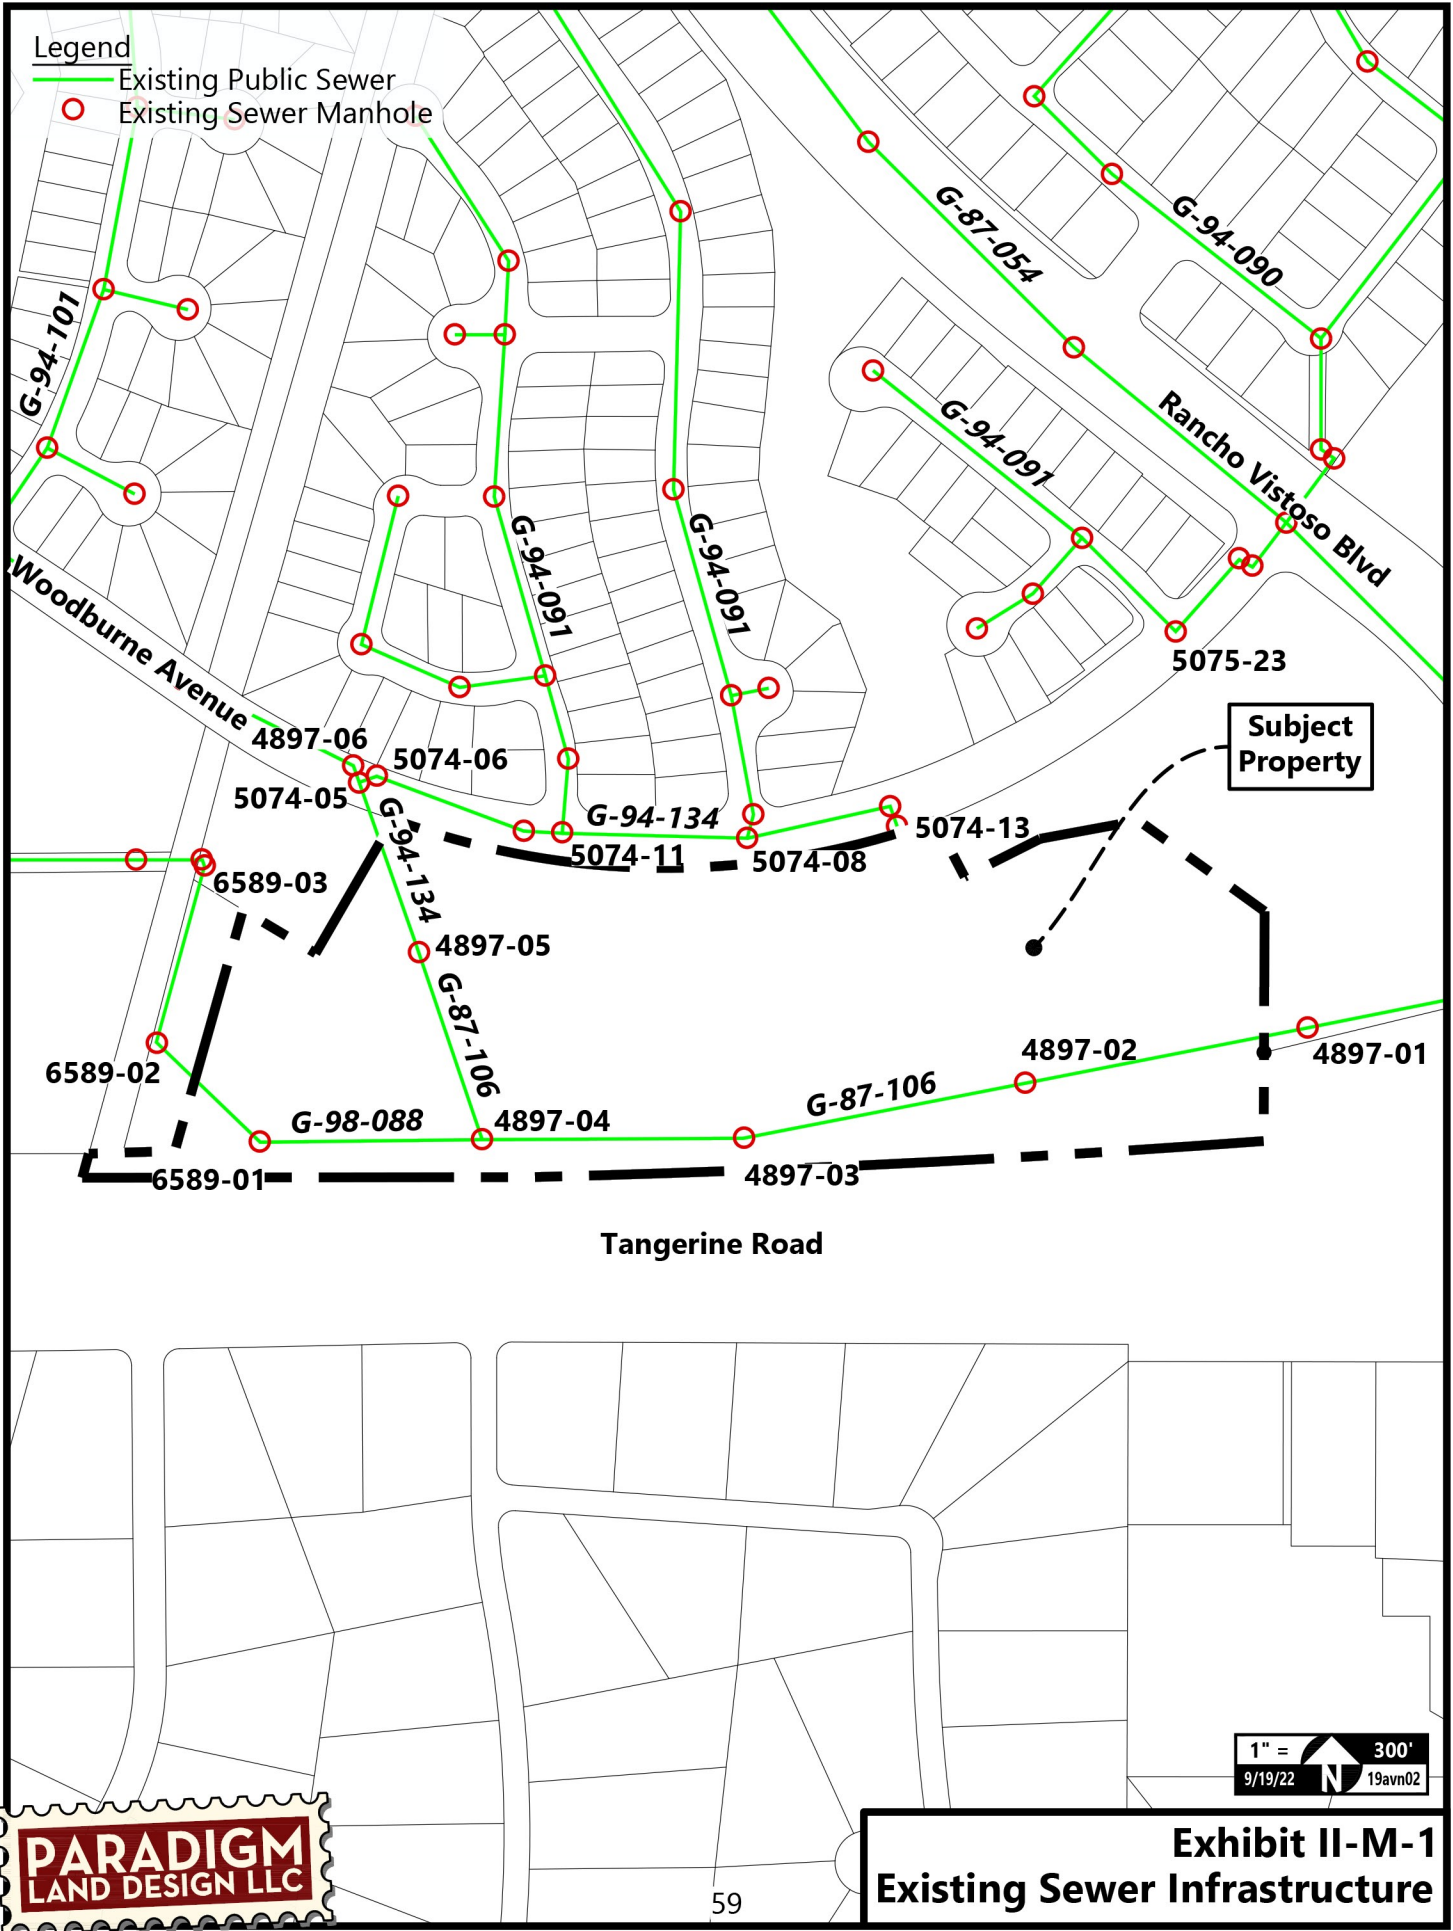 Legend
Existing Public Sewer
Existing Sewer Manhole
G-87-054
G-94-090
G-94-101
Rancho Vistoso Blvd
G-94-091
G-94-091
G-94-091
Woodburne Avenue
5075-23
Subject
Property
4897-06
5074-06
5074-05
G-94-134
G-94-134
5074-13
5074-11
5074-08
6589-03
4897-05
G-87-106
4897-02
4897-01
6589-02
G-87-106
G-98-088
4897-04
6589-01
4897-03
Tangerine Road
1" =
300'
9/19/22
N
19avn02
PARADIGM
LAND DESIGN LLC
Exhibit II-M-1
Existing Sewer Infrastructure
59